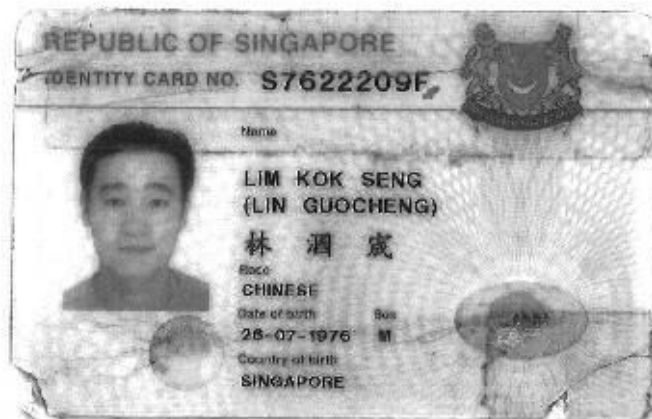 REPUBLIC OF SINGAPORE
IDENTITY CARD NO. S7622209F
Name
LIM KOK SENG
(LIN GUOCHENG)
林
Race
CHINESE
Date of birth Sex
26-07-1976 M
Country of birth
SINGAPORE